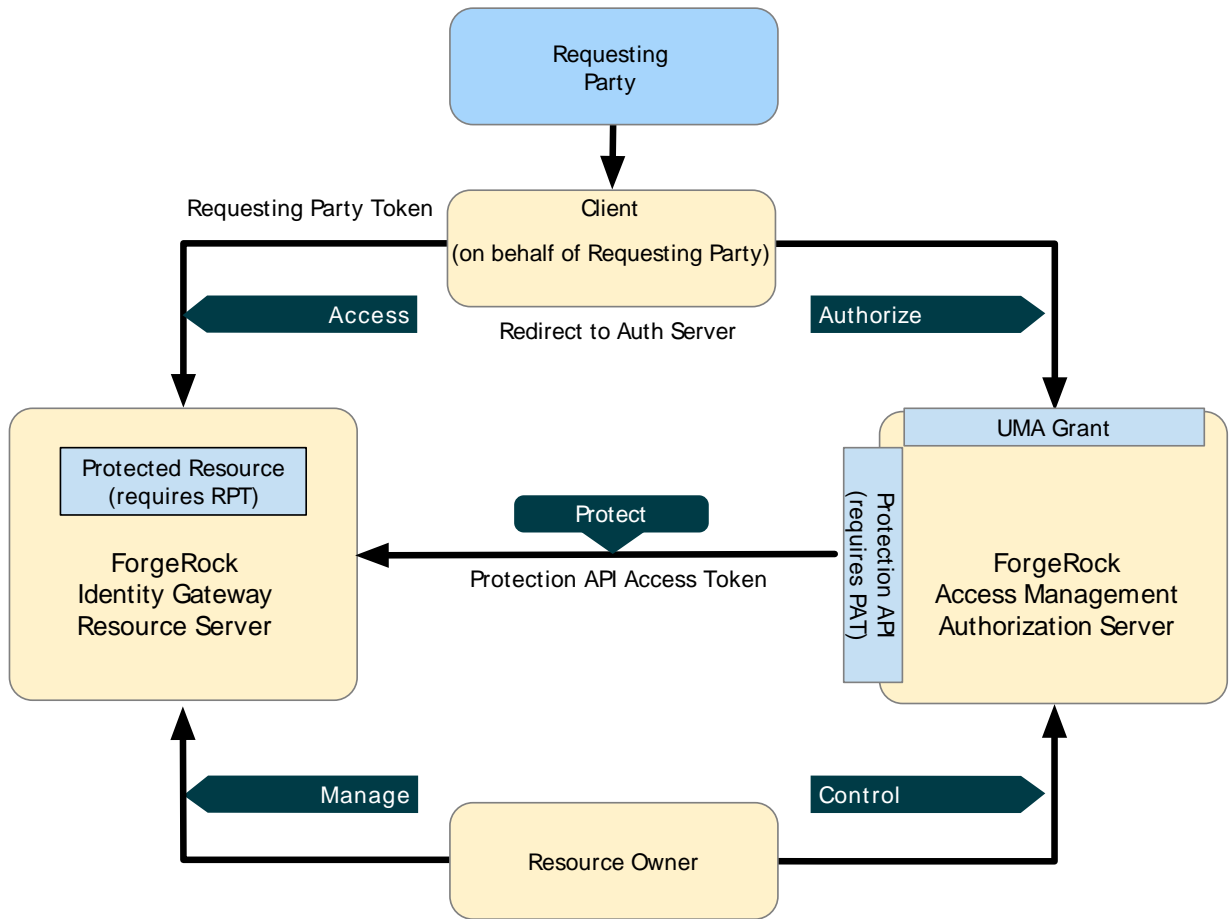 Requesting
Party
Requesting Party Token
Client
(on behalf of Requesting Party)
Access
Authorize
Redirect to Auth Server
UMA Grant
Protected Resource
(requires RPT)
Protect
Protection API
(requires PAT)
ForgeRock
Identity Gateway
Resource Server
Protection API Access Token
ForgeRock
Access Management
Authorization Server
Manage
Control
Resource Owner